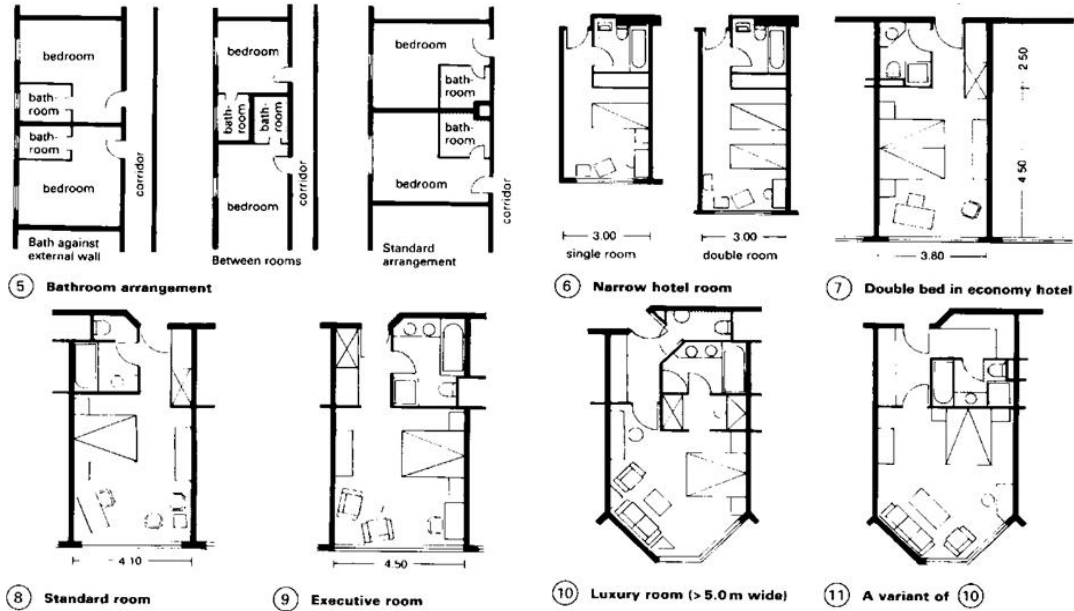 bedroom
bath-
room
bath-
room
bedroom
corridor
Bath against
external wall
bedroom
bath-
room
bath-
room
bedroom
corridor
Between rooms
bedroom
bath-
room
bath-
room
bedroom
corridor
Standard
arrangement
5 Bathroom arrangement
3.00
single room
3.00
double room
6 Narrow hotel room
2.50
4.50
3.80
7 Double bed in economy hotel
4.10
8 Standard room
4.50
9 Executive room
10 Luxury room (> 5.0 m wide)
11 A variant of 10